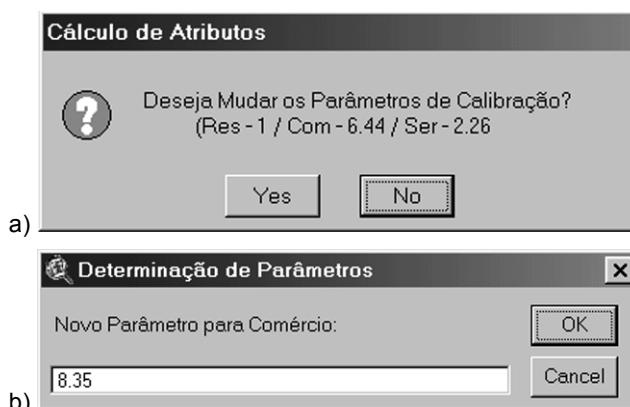 Cálculo de Atributos
Deseja Mudar os Parâmetros de Calibração?
(Res - 1 / Com - 6.44 / Ser - 2.26
Yes No
a)
Determinação de Parâmetros
Novo Parâmetro para Comércio:
OK
8.35
Cancel
b)